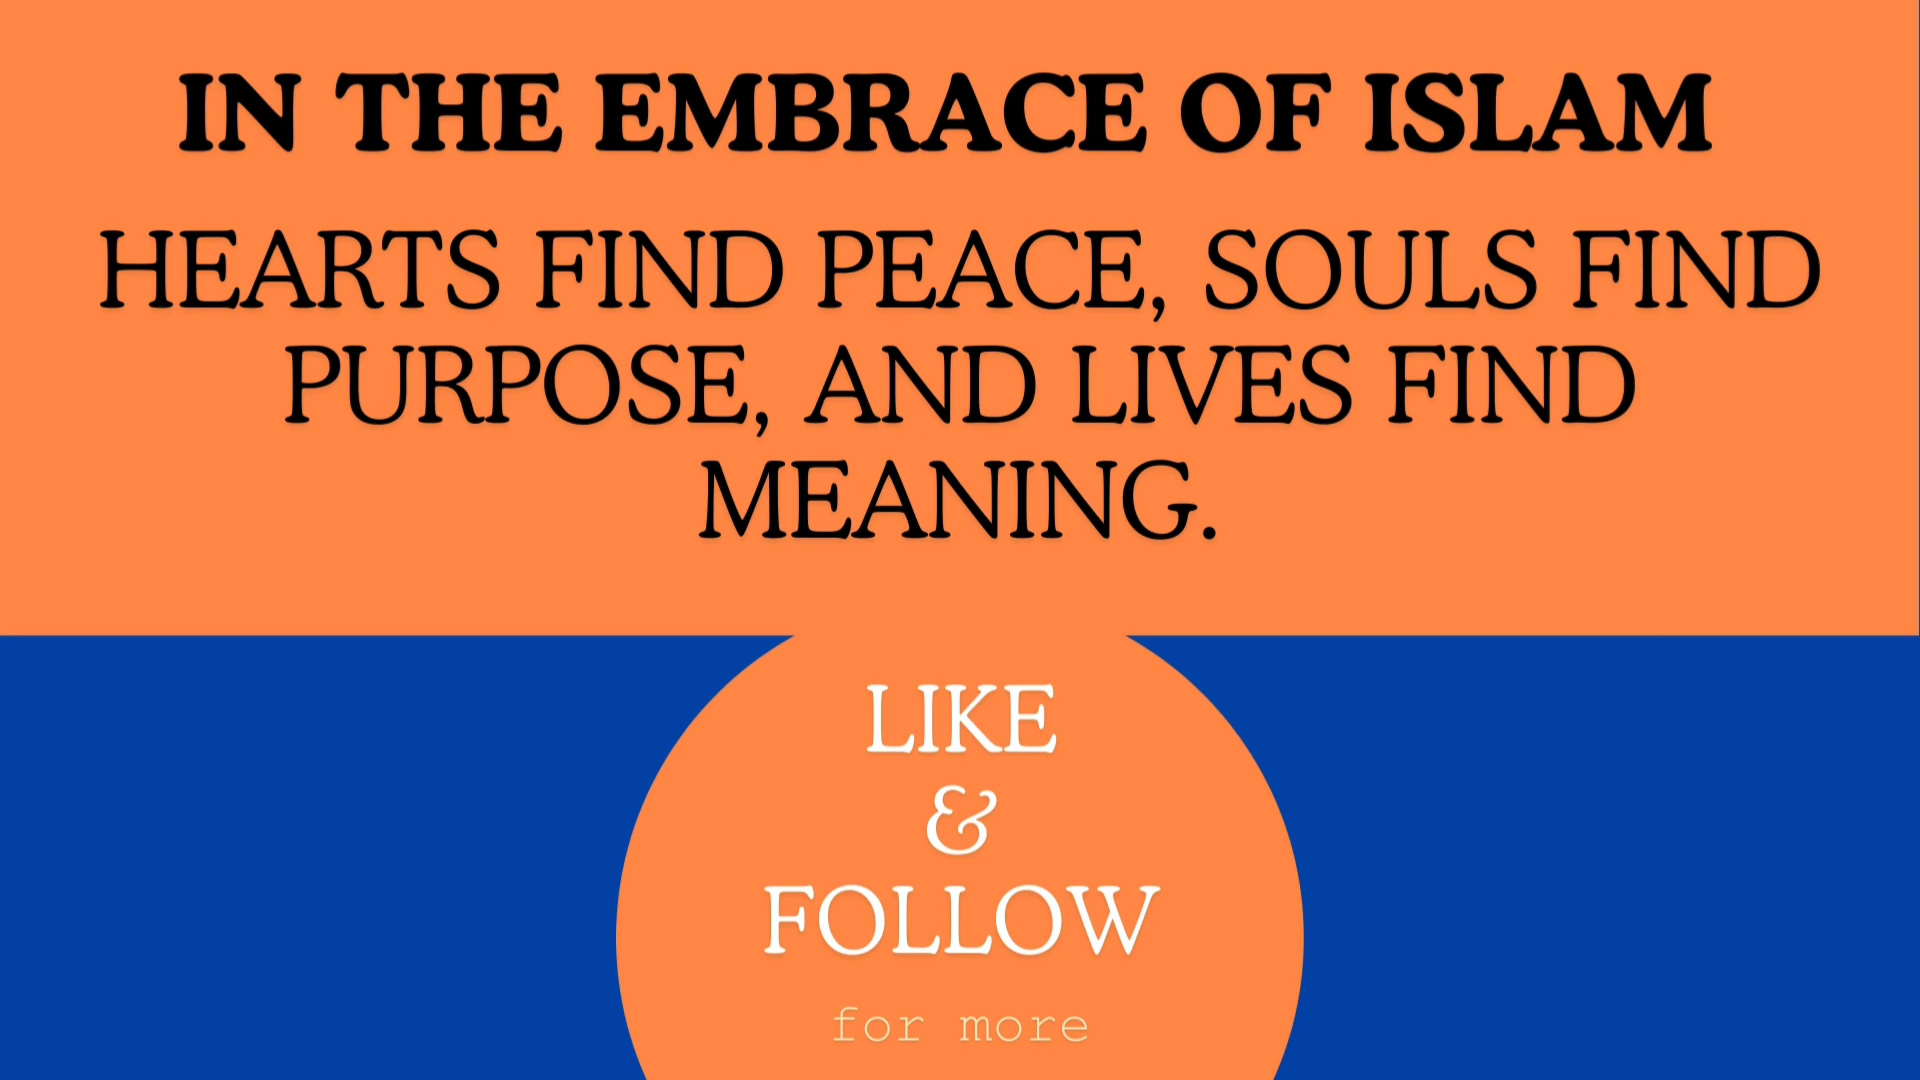 IN THE EMBRACE OF ISLAM
HEARTS FIND PEACE, SOULS FIND
PURPOSE, AND LIVES FIND
MEANING.
LIKE
&
FOLLOW
for more